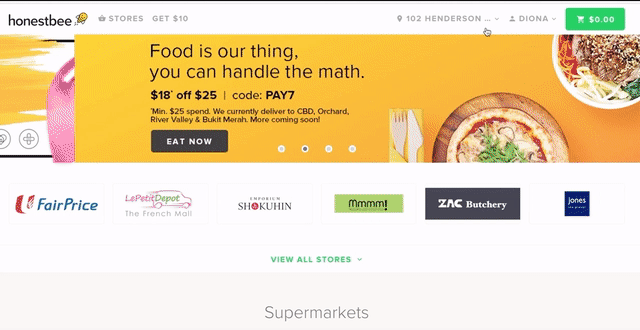 honestbee
STORES
GET $10
102 HENDERSON ...
DIONA
$0.00
Food is our thing,
you can handle the math.
$18* off $25 | code: PAY7
*Min. $25 spend. We currently deliver to CBD, Orchard,
River Valley & Bukit Merah. More coming soon!
EAT NOW
FairPrice
LePetitDepot
The French Mall
EMPORIUM
SHOKUHIN
Mmmm!
ZAC Butchery
jones
the grocer
VIEW ALL STORES
Supermarkets